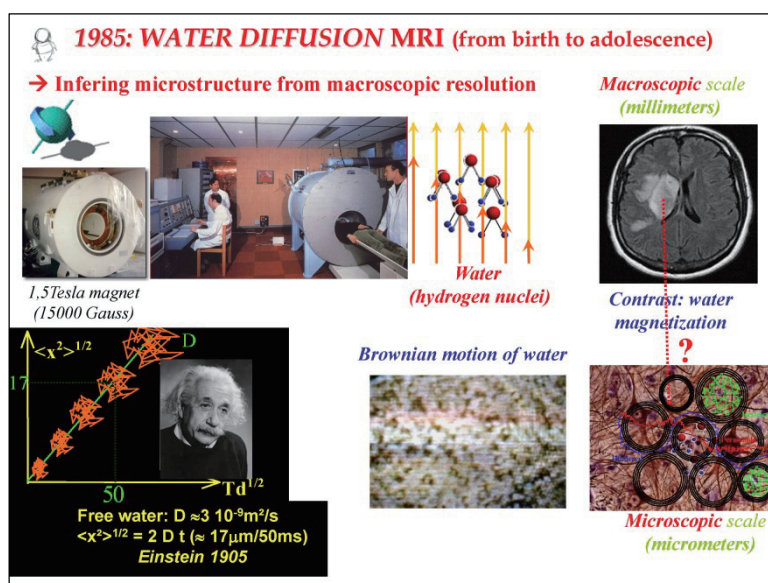 1985: WATER DIFFUSION MRI (from birth to adolescence)
→ Infering microstructure from macroscopic resolution
Macroscopic scale
(millimeters)
1,5Tesla magnet
(15000 Gauss)
Water
(hydrogen nuclei)
Contrast: water
magnetization
?
<x²>¹/²
D
17
50
Td¹/²
Free water: D ≈3 10⁻⁹m²/s
<x²>¹/² = 2 D t (≈ 17μm/50ms)
Einstein 1905
Brownian motion of water
Microscopic scale
(micrometers)